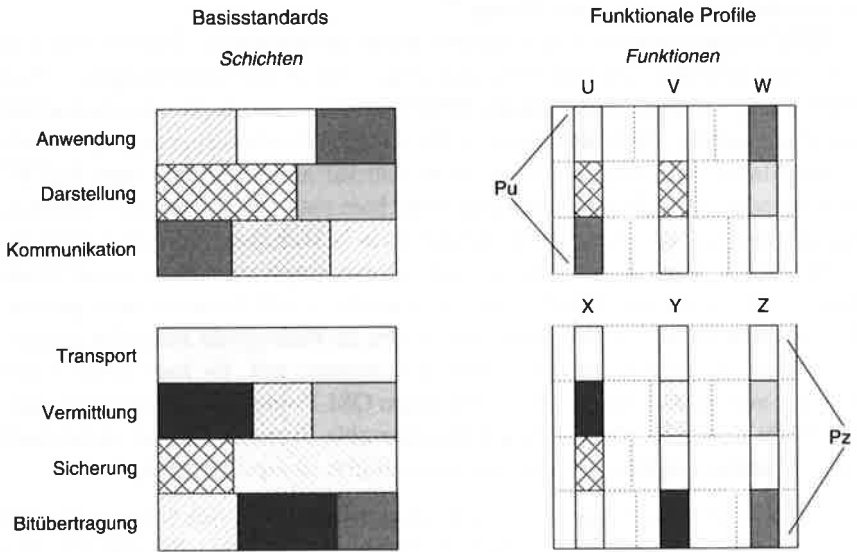 Basisstandards
Funktionale Profile
Schichten
Funktionen
U V W
Anwendung
Darstellung
Pu
Kommunikation
X Y Z
Transport
Vermittlung
Pz
Sicherung
Bitübertragung